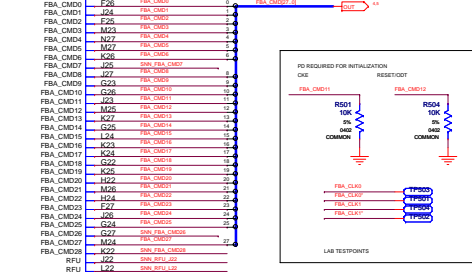 FBA_CMD0 F26 FBA_CMD0 0 FBA_CMD[27..0] OUT
FBA_CMD1 J24 FBA_CMD1 1
FBA_CMD2 F25 FBA_CMD2 2
FBA_CMD3 M23 FBA_CMD3 3
FBA_CMD4 N27 FBA_CMD4 4
FBA_CMD5 M27 FBA_CMD5 5
FBA_CMD6 K26 FBA_CMD6 6
FBA_CMD7 J25 SNN_FBA_CMD7
FBA_CMD8 J27 FBA_CMD8 8
FBA_CMD9 G23 FBA_CMD9 9
FBA_CMD10 G26 FBA_CMD10 10
FBA_CMD11 J23 FBA_CMD11 11
FBA_CMD12 M25 FBA_CMD12 12
FBA_CMD13 K27 FBA_CMD13 13
FBA_CMD14 G25 FBA_CMD14 14
FBA_CMD15 L24 FBA_CMD15 15
FBA_CMD16 K23 FBA_CMD16 16
FBA_CMD17 K24 FBA_CMD17 17
FBA_CMD18 G22 FBA_CMD18 18
FBA_CMD19 K25 FBA_CMD19 19
FBA_CMD20 H22 FBA_CMD20 20
FBA_CMD21 M26 FBA_CMD21 21
FBA_CMD22 H24 FBA_CMD22 22
FBA_CMD23 F27 FBA_CMD23 23
FBA_CMD24 J26 FBA_CMD24 24
FBA_CMD25 G24 FBA_CMD25 25
FBA_CMD26 G27 SNN_FBA_CMD26
FBA_CMD27 M24 FBA_CMD27 27
FBA_CMD28 K22 SNN_FBA_CMD28
RFU J22 SNN_RFU_J22
RFU L22 SNN_RFU_L22
PD REQUIRED FOR INITIALIZATION
CKE RESET/ODT
FBA_CMD11 FBA_CMD12
R501 R504
10K 10K
5% 5%
0402 0402
COMMON COMMON
FBA_CLK0 TP503
FBA_CLK0* TP501
FBA_CLK1 TP504
FBA_CLK1* TP502
LAB TESTPOINTS